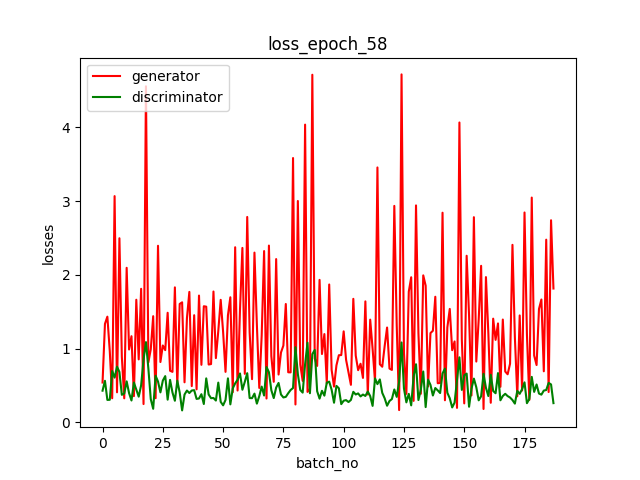 loss_epoch_58
generator
discriminator
losses
4
3
2
1
0
0 25 50 75 100 125 150 175
batch_no